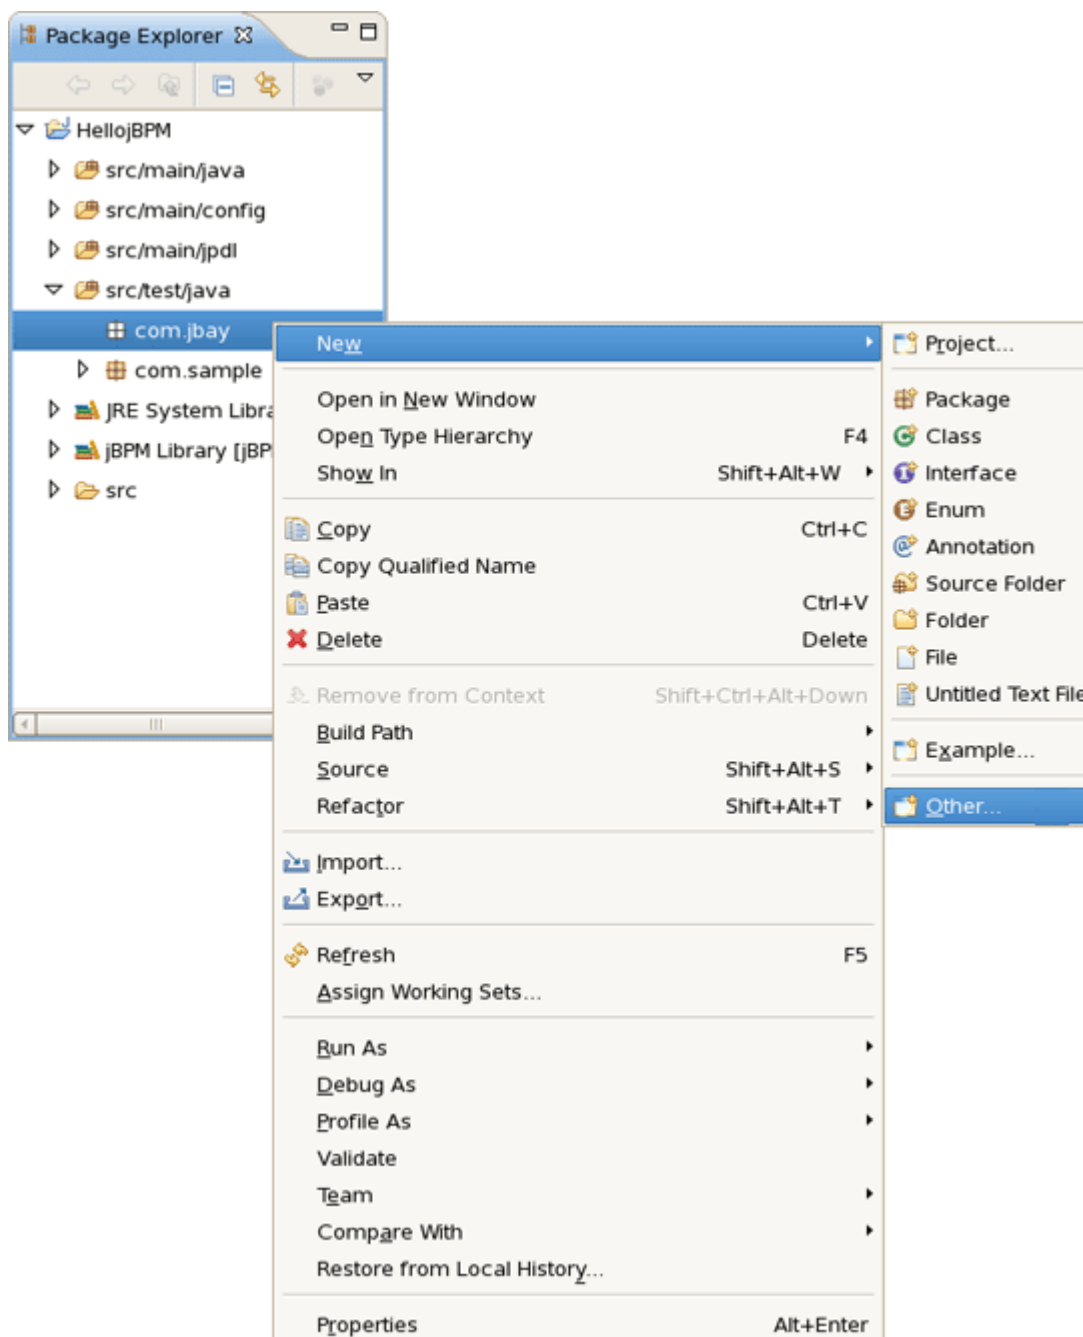 Package Explorer
HellojBPM
src/main/java
src/main/config
src/main/jpdl
src/test/java
com.jbay
com.sample
JRE System Libra
jBPM Library [jBP
src
New
Open in New Window
Open Type Hierarchy F4
Show In Shift+Alt+W
Copy Ctrl+C
Copy Qualified Name
Paste Ctrl+V
Delete Delete
Remove from Context Shift+Ctrl+Alt+Down
Build Path
Source Shift+Alt+S
Refactor Shift+Alt+T
Import...
Export...
Refresh F5
Assign Working Sets...
Run As
Debug As
Profile As
Validate
Team
Compare With
Restore from Local History...
Properties Alt+Enter
Project...
Package
Class
Interface
Enum
Annotation
Source Folder
Folder
File
Untitled Text File
Example...
Other...